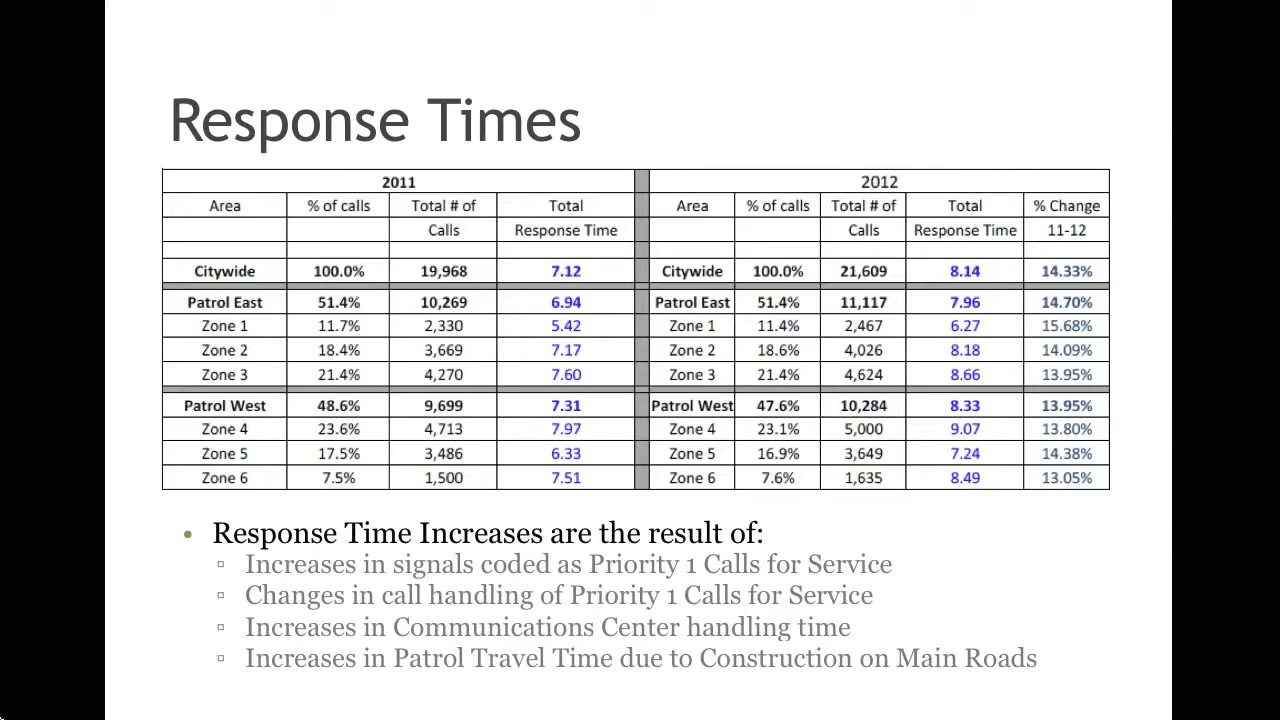 Response Times
2011 2012
Area % of calls Total # of Total Area % of calls Total # of Total % Change
Calls Response Time Calls Response Time 11-12
Citywide 100.0% 19,968 7.12 Citywide 100.0% 21,609 8.14 14.33%
Patrol East 51.4% 10,269 6.94 Patrol East 51.4% 11,117 7.96 14.70%
Zone 1 11.7% 2,330 5.42 Zone 1 11.4% 2,467 6.27 15.68%
Zone 2 18.4% 3,669 7.17 Zone 2 18.6% 4,026 8.18 14.09%
Zone 3 21.4% 4,270 7.60 Zone 3 21.4% 4,624 8.66 13.95%
Patrol West 48.6% 9,699 7.31 Patrol West 47.6% 10,284 8.33 13.95%
Zone 4 23.6% 4,713 7.97 Zone 4 23.1% 5,000 9.07 13.80%
Zone 5 17.5% 3,486 6.33 Zone 5 16.9% 3,649 7.24 14.38%
Zone 6 7.5% 1,500 7.51 Zone 6 7.6% 1,635 8.49 13.05%
• Response Time Increases are the result of:
▫ Increases in signals coded as Priority 1 Calls for Service
▫ Changes in call handling of Priority 1 Calls for Service
▫ Increases in Communications Center handling time
▫ Increases in Patrol Travel Time due to Construction on Main Roads